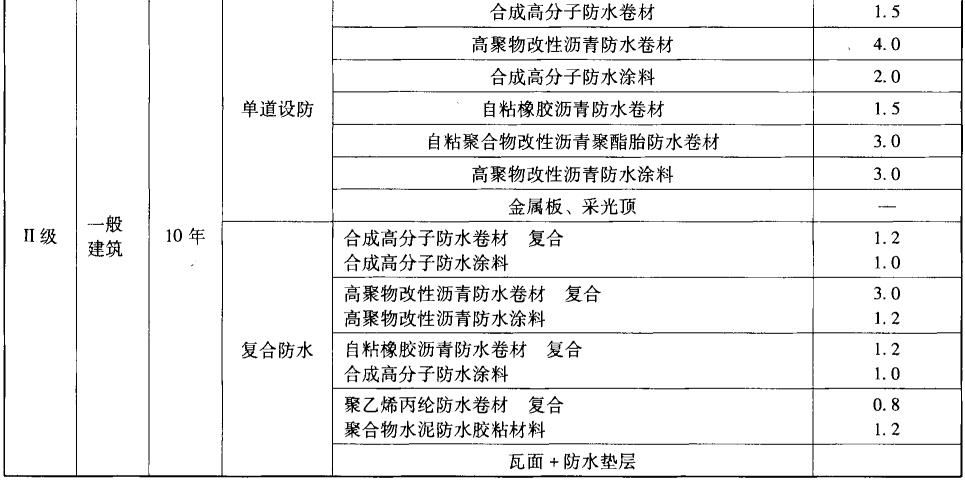 合成高分子防水卷材 1.5
高聚物改性沥青防水卷材 4.0
合成高分子防水涂料 2.0
单道设防
自粘橡胶沥青防水卷材 1.5
自粘聚合物改性沥青聚酯胎防水卷材 3.0
高聚物改性沥青防水涂料 3.0
金属板、采光顶 —
Ⅱ级
一般
建筑
10年
合成高分子防水卷材 复合 1.2
合成高分子防水涂料 1.0
高聚物改性沥青防水卷材 复合 3.0
高聚物改性沥青防水涂料 1.2
复合防水
自粘橡胶沥青防水卷材 复合 1.2
合成高分子防水涂料 1.0
聚乙烯丙纶防水卷材 复合 0.8
聚合物水泥防水胶粘材料 1.2
瓦面+防水垫层